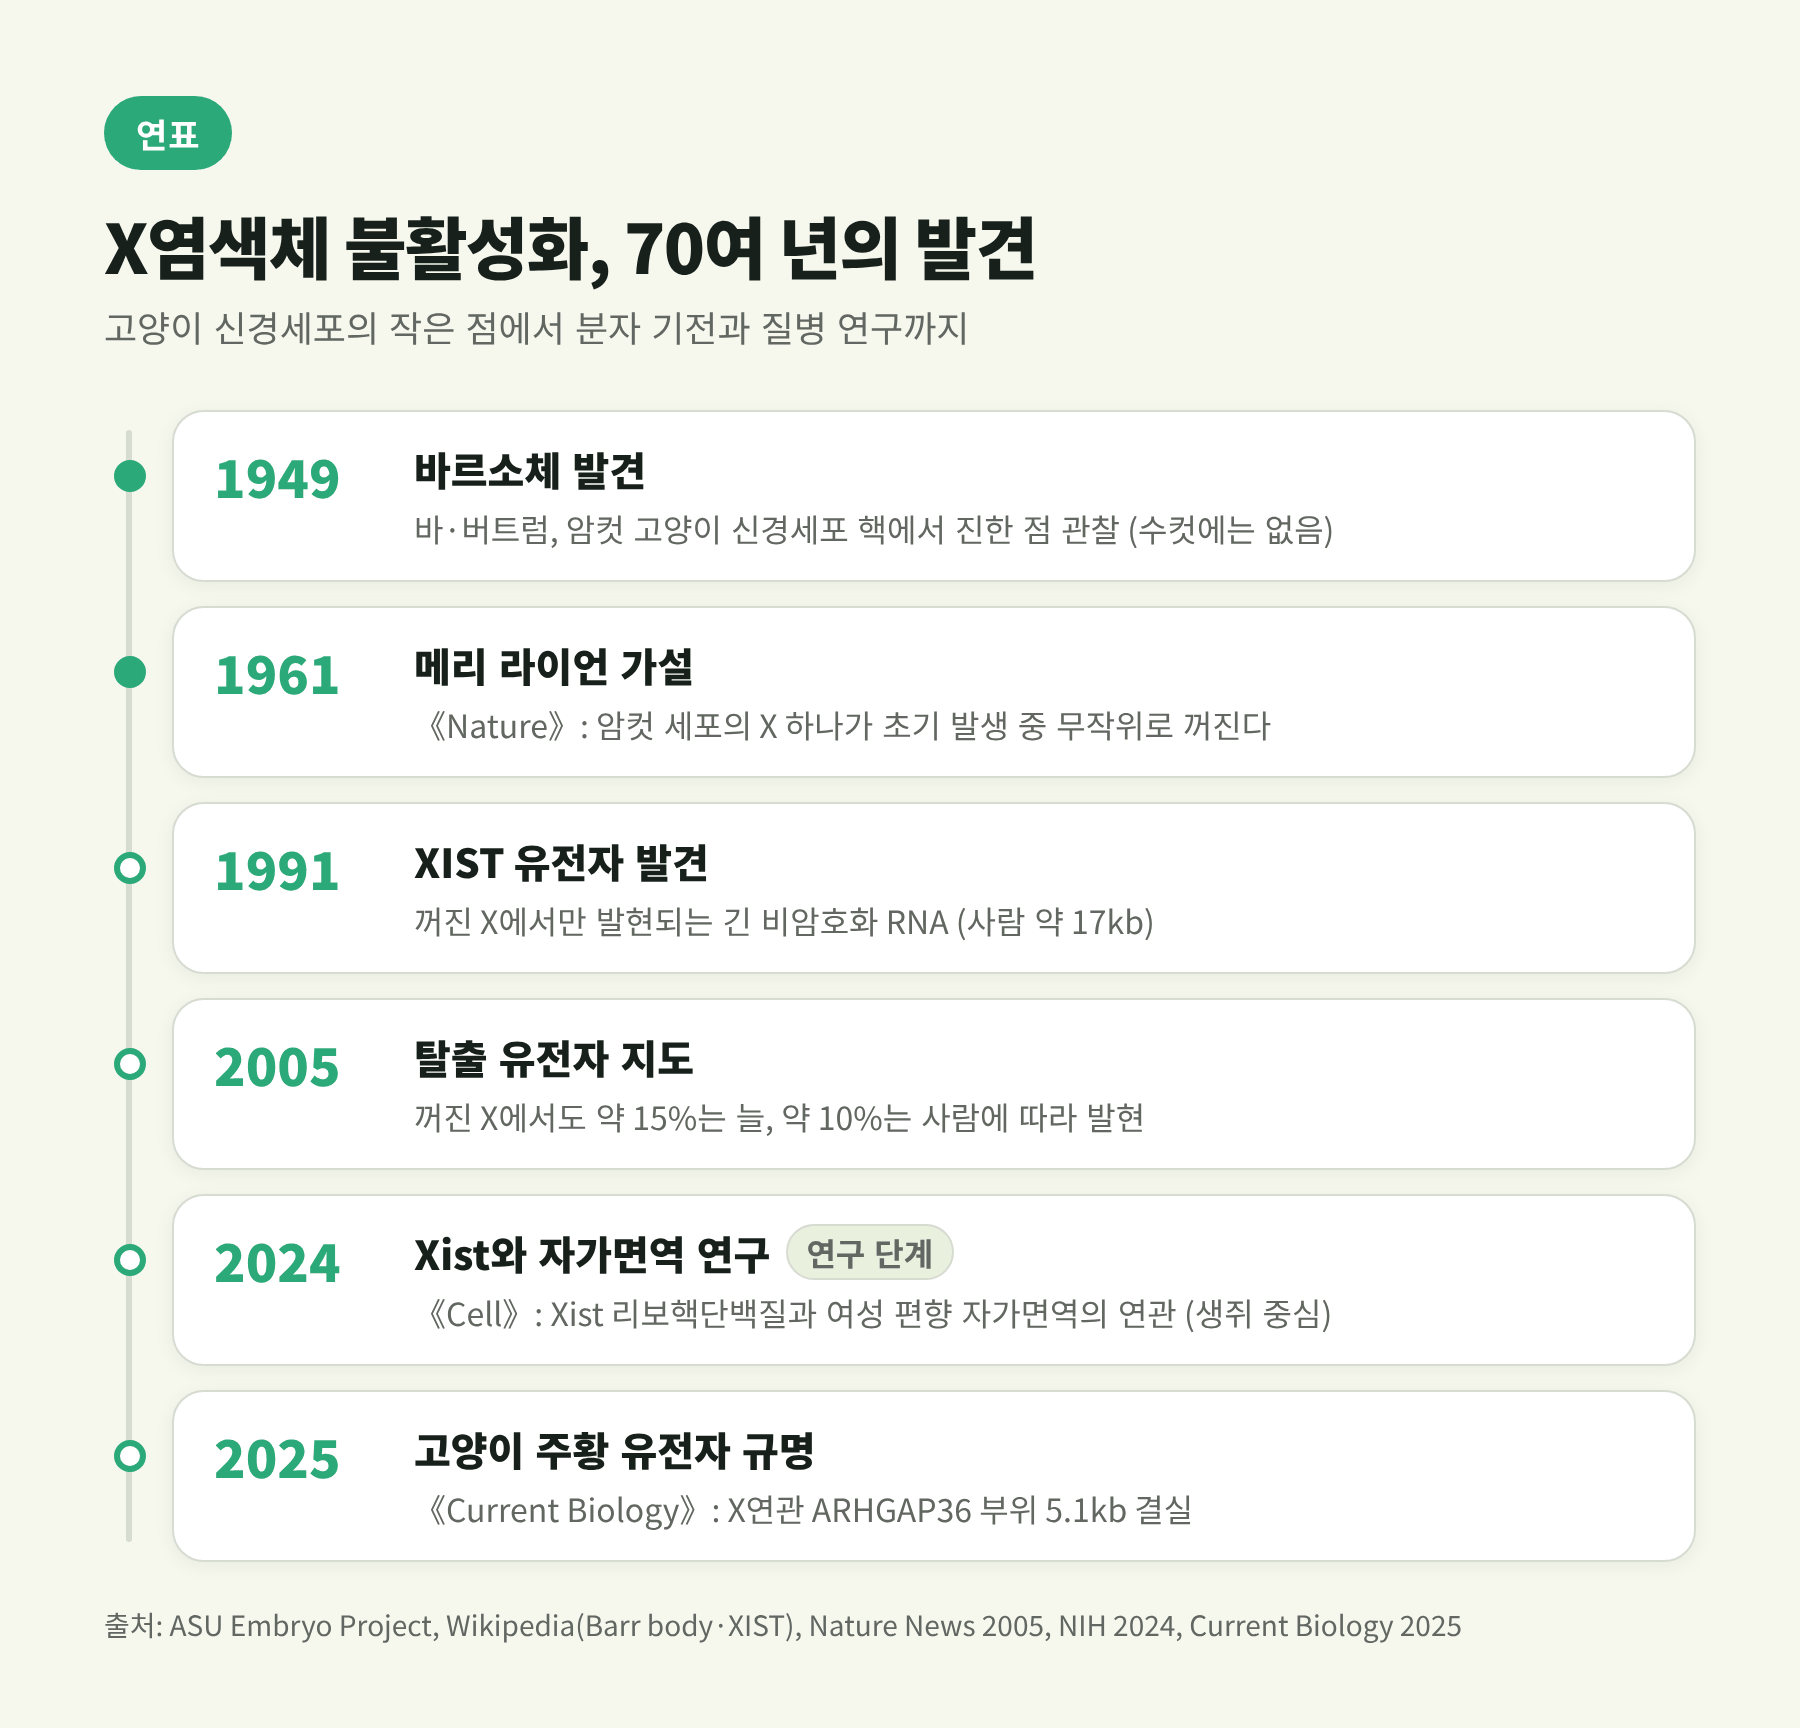 연표
X염색체 불활성화, 70여 년의 발견
고양이 신경세포의 작은 점에서 분자 기전과 질병 연구까지
1949
바르소체 발견
바·버트럼, 암컷 고양이 신경세포 핵에서 진한 점 관찰 (수컷에는 없음)
1961
메리 라이언 가설
《Nature》: 암컷 세포의 X 하나가 초기 발생 중 무작위로 꺼진다
1991
XIST 유전자 발견
꺼진 X에서만 발현되는 긴 비암호화 RNA (사람 약 17kb)
2005
탈출 유전자 지도
꺼진 X에서도 약 15%는 늘, 약 10%는 사람에 따라 발현
2024
Xist와 자가면역 연구 연구 단계
《Cell》: Xist 리보핵단백질과 여성 편향 자가면역의 연관 (생쥐 중심)
2025
고양이 주황 유전자 규명
《Current Biology》: X연관 ARHGAP36 부위 5.1kb 결실
출처: ASU Embryo Project, Wikipedia(Barr body·XIST), Nature News 2005, NIH 2024, Current Biology 2025